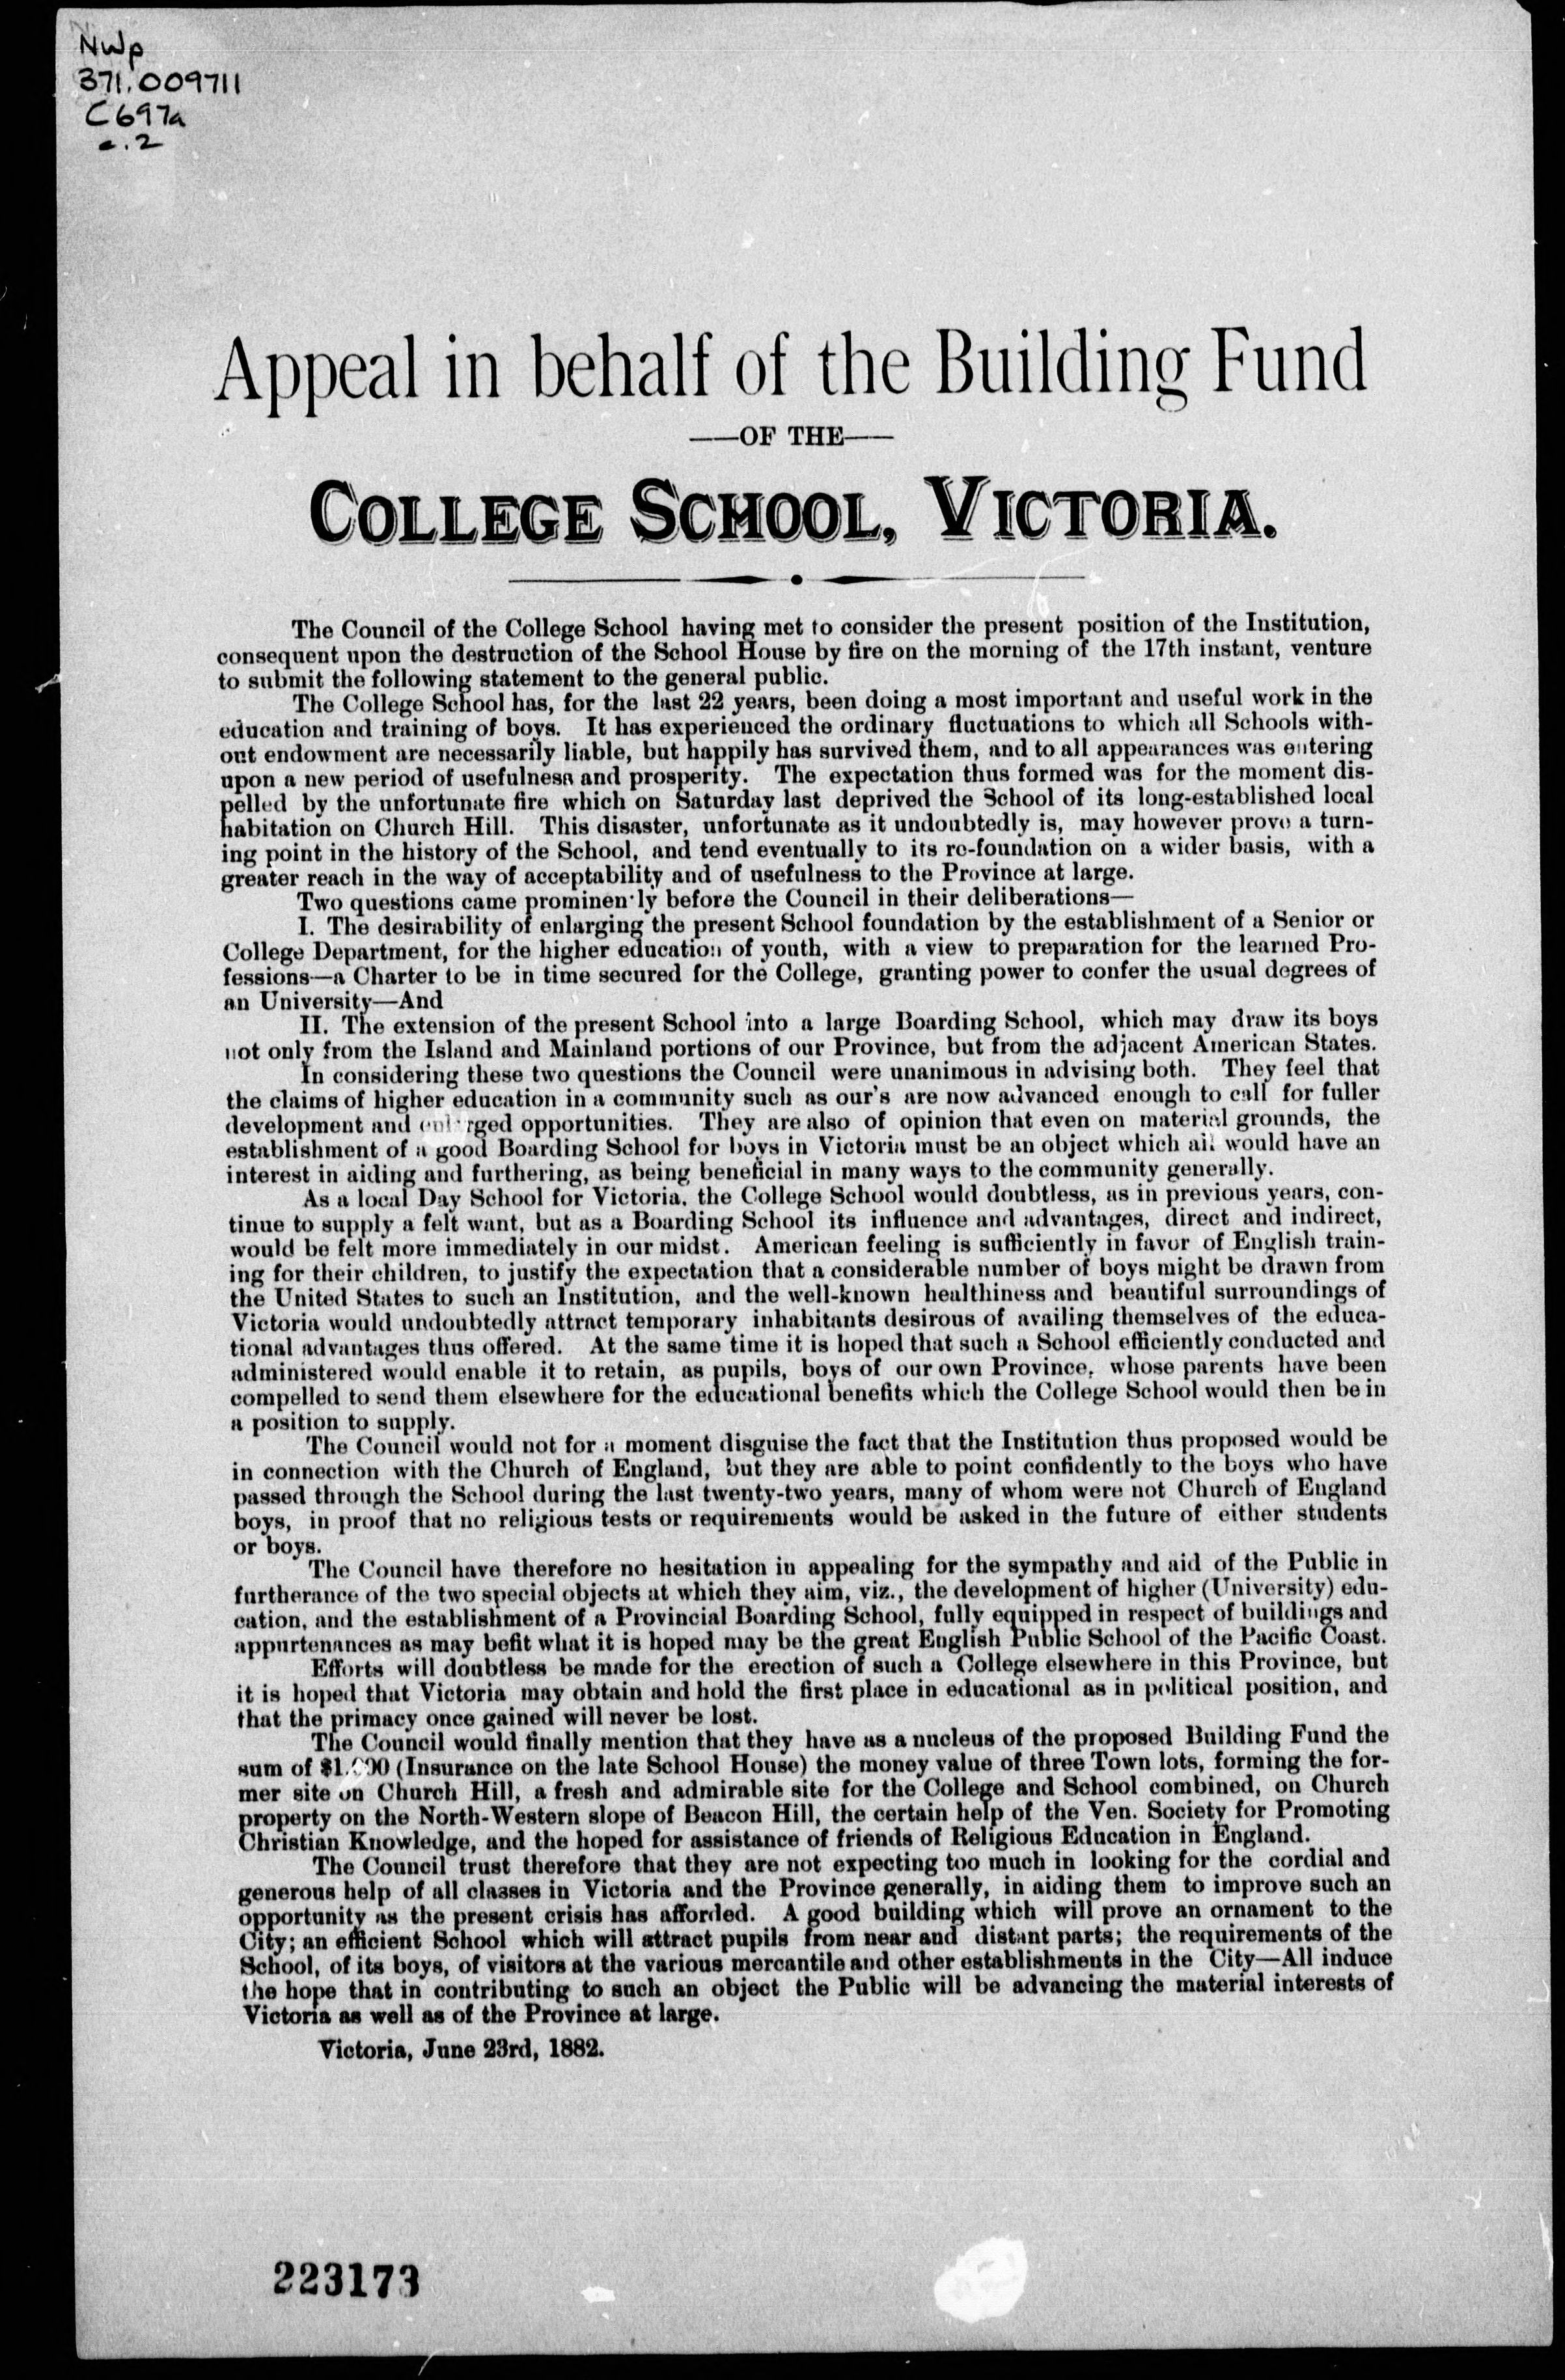 NWp
371.009711
C697a
c.2
Appeal in behalf of the Building Fund
—OF THE—
COLLEGE SCHOOL, VICTORIA.
The Council of the College School having met to consider the present position of the Institution,
consequent upon the destruction of the School House by fire on the morning of the 17th instant, venture
to submit the following statement to the general public.
The College School has, for the last 22 years, been doing a most important and useful work in the
education and training of boys. It has experienced the ordinary fluctuations to which all Schools with-
out endowment are necessarily liable, but happily has survived them, and to all appearances was entering
upon a new period of usefulness and prosperity. The expectation thus formed was for the moment dis-
pelled by the unfortunate fire which on Saturday last deprived the School of its long-established local
habitation on Church Hill. This disaster, unfortunate as it undoubtedly is, may however prove a turn-
ing point in the history of the School, and tend eventually to its re-foundation on a wider basis, with a
greater reach in the way of acceptability and of usefulness to the Province at large.
Two questions came prominently before the Council in their deliberations—
I. The desirability of enlarging the present School foundation by the establishment of a Senior or
College Department, for the higher education of youth, with a view to preparation for the learned Pro-
fessions—a Charter to be in time secured for the College, granting power to confer the usual degrees of
an University—And
II. The extension of the present School into a large Boarding School, which may draw its boys
not only from the Island and Mainland portions of our Province, but from the adjacent American States.
In considering these two questions the Council were unanimous in advising both. They feel that
the claims of higher education in a community such as our's are now advanced enough to call for fuller
development and enlarged opportunities. They are also of opinion that even on material grounds, the
establishment of a good Boarding School for boys in Victoria must be an object which all would have an
interest in aiding and furthering, as being beneficial in many ways to the community generally.
As a local Day School for Victoria, the College School would doubtless, as in previous years, con-
tinue to supply a felt want, but as a Boarding School its influence and advantages, direct and indirect,
would be felt more immediately in our midst. American feeling is sufficiently in favor of English train-
ing for their children, to justify the expectation that a considerable number of boys might be drawn from
the United States to such an Institution, and the well-known healthiness and beautiful surroundings of
Victoria would undoubtedly attract temporary inhabitants desirous of availing themselves of the educa-
tional advantages thus offered. At the same time it is hoped that such a School efficiently conducted and
administered would enable it to retain, as pupils, boys of our own Province, whose parents have been
compelled to send them elsewhere for the educational benefits which the College School would then be in
a position to supply.
The Council would not for a moment disguise the fact that the Institution thus proposed would be
in connection with the Church of England, but they are able to point confidently to the boys who have
passed through the School during the last twenty-two years, many of whom were not Church of England
boys, in proof that no religious tests or requirements would be asked in the future of either students
or boys.
The Council have therefore no hesitation in appealing for the sympathy and aid of the Public in
furtherance of the two special objects at which they aim, viz., the development of higher (University) edu-
cation, and the establishment of a Provincial Boarding School, fully equipped in respect of buildings and
appurtenances as may befit what it is hoped may be the great English Public School of the Pacific Coast.
Efforts will doubtless be made for the erection of such a College elsewhere in this Province, but
it is hoped that Victoria may obtain and hold the first place in educational as in political position, and
that the primacy once gained will never be lost.
The Council would finally mention that they have as a nucleus of the proposed Building Fund the
sum of (Insurance on the late School House) the money value of three Town lots, forming the for-
mer site on Church Hill, a fresh and admirable site for the College and School combined, on Church
property on the North-Western slope of Beacon Hill, the certain help of the Ven. Society for Promoting
Christian Knowledge, and the hoped for assistance of friends of Religious Education in England.
The Council trust therefore that they are not expecting too much in looking for the cordial and
generous help of all classes in Victoria and the Province generally, in aiding them to improve such an
opportunity as the present crisis has afforded. A good building which will prove an ornament to the
City; an efficient School which will attract pupils from near and distant parts; the requirements of the
School, of its boys, of visitors at the various mercantile and other establishments in the City—All induce
the hope that in contributing to such an object the Public will be advancing the material interests of
Victoria as well as of the Province at large.
Victoria, June 23rd, 1882.
223173